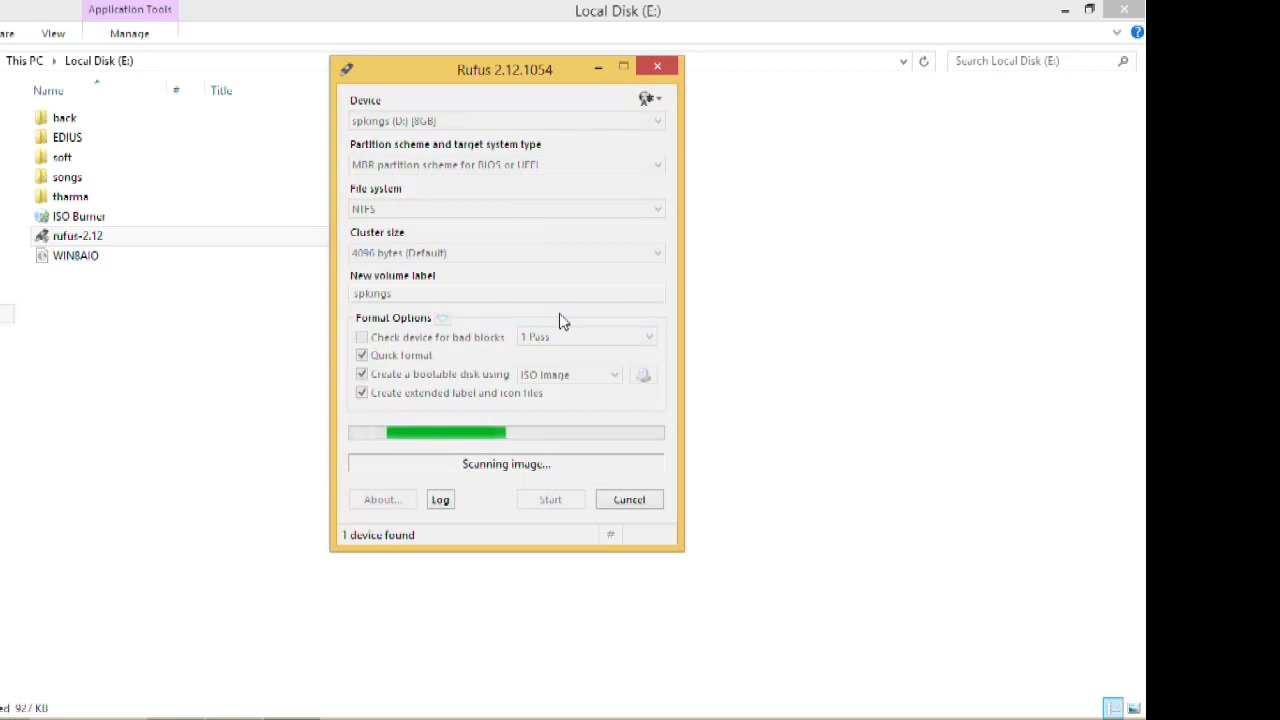 Application Tools
Local Disk (E:)
are View Manage
This PC Local Disk (E:)
Search Local Disk (E:)
Name # Title
back
EDIUS
soft
songs
tharma
ISO Burner
rufus-2.12
WIN8AIO
Rufus 2.12.1054
Device
spkings (D:) [8GB]
Partition scheme and target system type
MBR partition scheme for BIOS or UEFI
File system
NTFS
Cluster size
4096 bytes (Default)
New volume label
spkings
Format Options
Check device for bad blocks 1 Pass
Quick format
Create a bootable disk using ISO Image
Create extended label and icon files
Scanning image...
About... Log Start Cancel
1 device found #
ed 927 KB